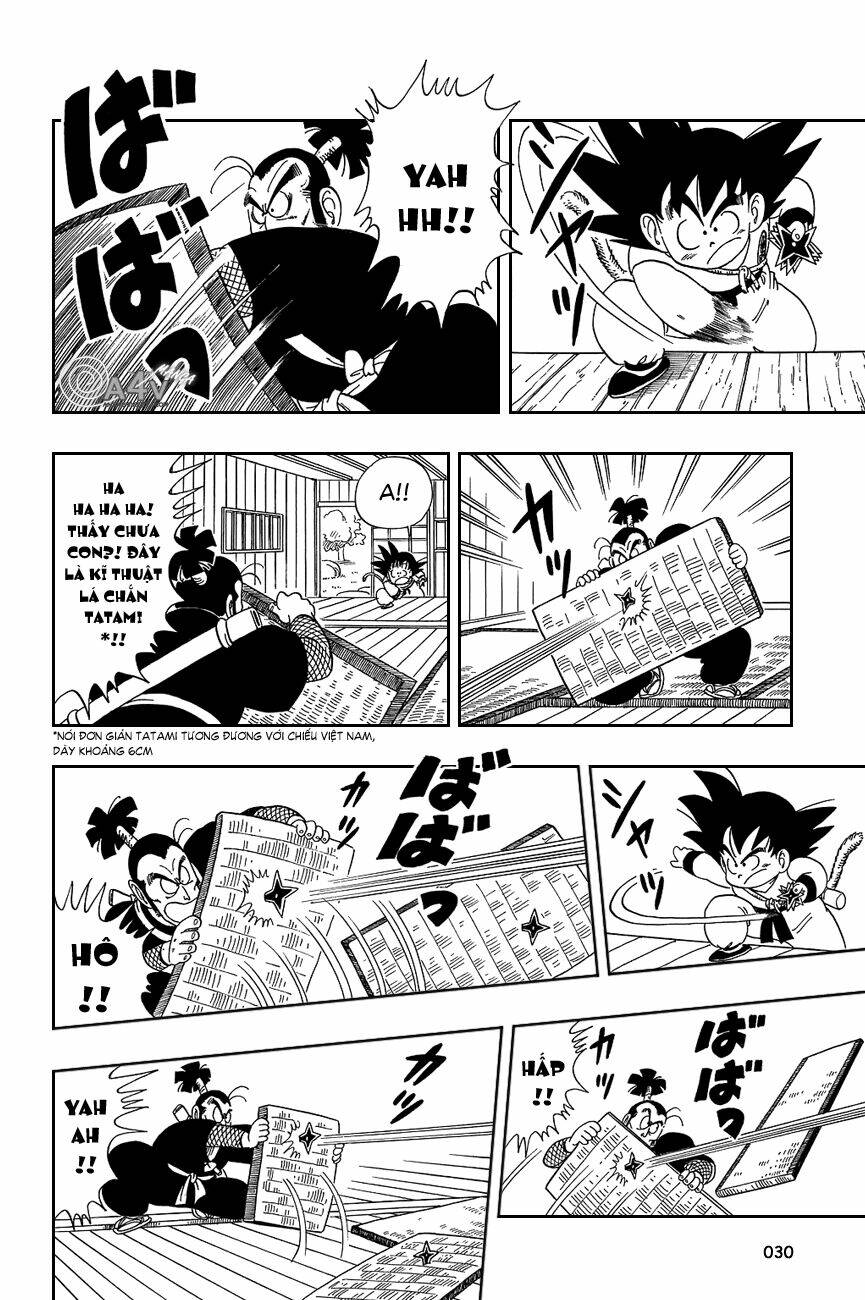 シャッ
ばばっ
YAH
HH!!
A4V
カッ
A!!
HA
HA HA HA!
THẤY CHƯA
CON?! ĐÂY
LÀ KĨ THUẬT
LÁ CHẮN
TATAMI
*!!
*NÓI ĐƠN GIẢN TATAMI TƯƠNG ĐƯƠNG VỚI CHIẾU VIỆT NAM,
DÀY KHOẢNG 6CM
シャッ
ばばっ
カッ
HÔ
!!
ばばっ
HẤP
!!
カッ
カッ
YAH
AH
!!
030